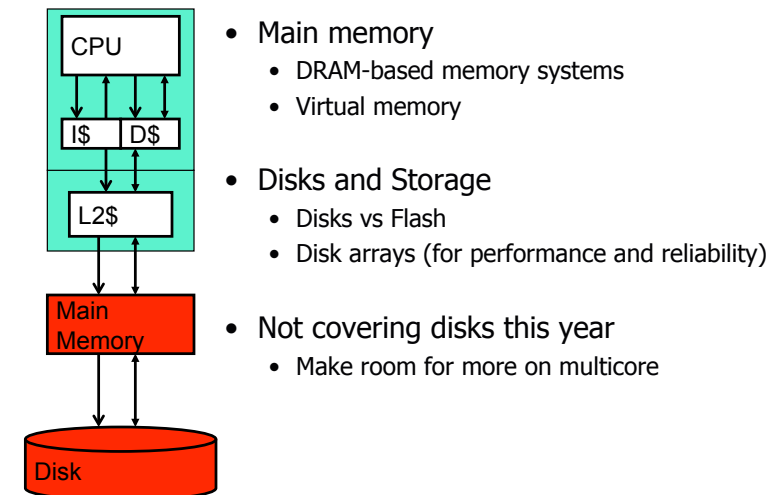 CPU
I$ D$
L2$
Main
Memory
Disk
• Main memory
• DRAM-based memory systems
• Virtual memory
• Disks and Storage
• Disks vs Flash
• Disk arrays (for performance and reliability)
• Not covering disks this year
• Make room for more on multicore